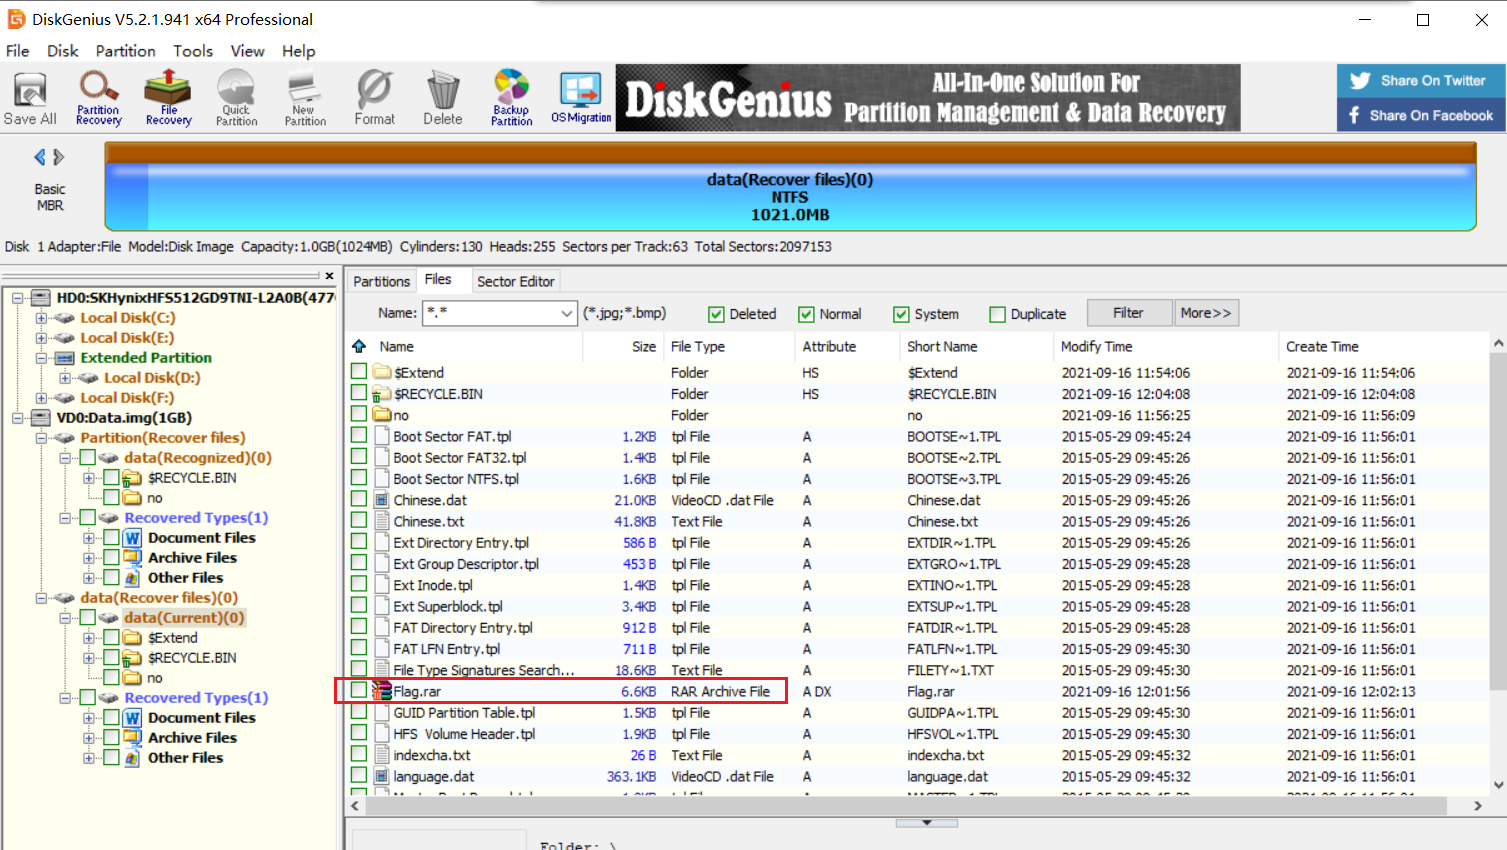 DiskGenius V5.2.1.941 x64 Professional
File Disk Partition Tools View Help
Save All
Partition Recovery
File Recovery
Quick Partition
New Partition
Format
Delete
Backup Partition
OS Migration
DiskGenius
All-In-One Solution For
Partition Management & Data Recovery
Share On Twitter
Share On Facebook
Basic
MBR
data(Recover files)(0)
NTFS
1021.0MB
Disk 1 Adapter:File Model:Disk Image Capacity:1.0GB(1024MB) Cylinders:130 Heads:255 Sectors per Track:63 Total Sectors:2097153
HD0:SKHynixHFS512GD9TNI-L2A0B(477
Local Disk(C:)
Local Disk(E:)
Extended Partition
Local Disk(D:)
Local Disk(F:)
VD0:Data.img(1GB)
Partition(Recover files)
data(Recognized)(0)
$RECYCLE.BIN
no
Recovered Types(1)
Document Files
Archive Files
Other Files
data(Recover files)(0)
data(Current)(0)
$Extend
$RECYCLE.BIN
no
Recovered Types(1)
Document Files
Archive Files
Other Files
Partitions Files Sector Editor
Name: *.* (*.jpg;*.bmp) Deleted Normal System Duplicate Filter More>>
Name Size File Type Attribute Short Name Modify Time Create Time
$Extend Folder HS $Extend 2021-09-16 11:54:06 2021-09-16 11:54:06
$RECYCLE.BIN Folder HS $RECYCLE.BIN 2021-09-16 12:04:08 2021-09-16 12:04:08
no Folder no 2021-09-16 11:56:25 2021-09-16 11:56:09
Boot Sector FAT.tpl 1.2KB tpl File A BOOTSE~1.TPL 2015-05-29 09:45:24 2021-09-16 11:56:01
Boot Sector FAT32.tpl 1.4KB tpl File A BOOTSE~2.TPL 2015-05-29 09:45:26 2021-09-16 11:56:01
Boot Sector NTFS.tpl 1.6KB tpl File A BOOTSE~3.TPL 2015-05-29 09:45:26 2021-09-16 11:56:01
Chinese.dat 21.0KB VideoCD .dat File A Chinese.dat 2015-05-29 09:45:26 2021-09-16 11:56:01
Chinese.txt 41.8KB Text File A Chinese.txt 2015-05-29 09:45:26 2021-09-16 11:56:01
Ext Directory Entry.tpl 586 B tpl File A EXTDIR~1.TPL 2015-05-29 09:45:26 2021-09-16 11:56:01
Ext Group Descriptor.tpl 453 B tpl File A EXTGRO~1.TPL 2015-05-29 09:45:28 2021-09-16 11:56:01
Ext Inode.tpl 1.4KB tpl File A EXTINO~1.TPL 2015-05-29 09:45:28 2021-09-16 11:56:01
Ext Superblock.tpl 3.4KB tpl File A EXTSUP~1.TPL 2015-05-29 09:45:28 2021-09-16 11:56:01
FAT Directory Entry.tpl 912 B tpl File A FATDIR~1.TPL 2015-05-29 09:45:28 2021-09-16 11:56:01
FAT LFN Entry.tpl 711 B tpl File A FATLFN~1.TPL 2015-05-29 09:45:30 2021-09-16 11:56:01
File Type Signatures Search... 18.6KB Text File A FILETY~1.TXT 2015-05-29 09:45:30 2021-09-16 11:56:01
Flag.rar 6.6KB RAR Archive File A DX Flag.rar 2021-09-16 12:01:56 2021-09-16 12:02:13
GUID Partition Table.tpl 1.5KB tpl File A GUIDPA~1.TPL 2015-05-29 09:45:30 2021-09-16 11:56:01
HFS Volume Header.tpl 1.9KB tpl File A HFSVOL~1.TPL 2015-05-29 09:45:30 2021-09-16 11:56:01
indexcha.txt 26 B Text File A indexcha.txt 2015-05-29 09:45:32 2021-09-16 11:56:01
language.dat 363.1KB VideoCD .dat File A language.dat 2015-05-29 09:45:32 2021-09-16 11:56:01
Folder: \